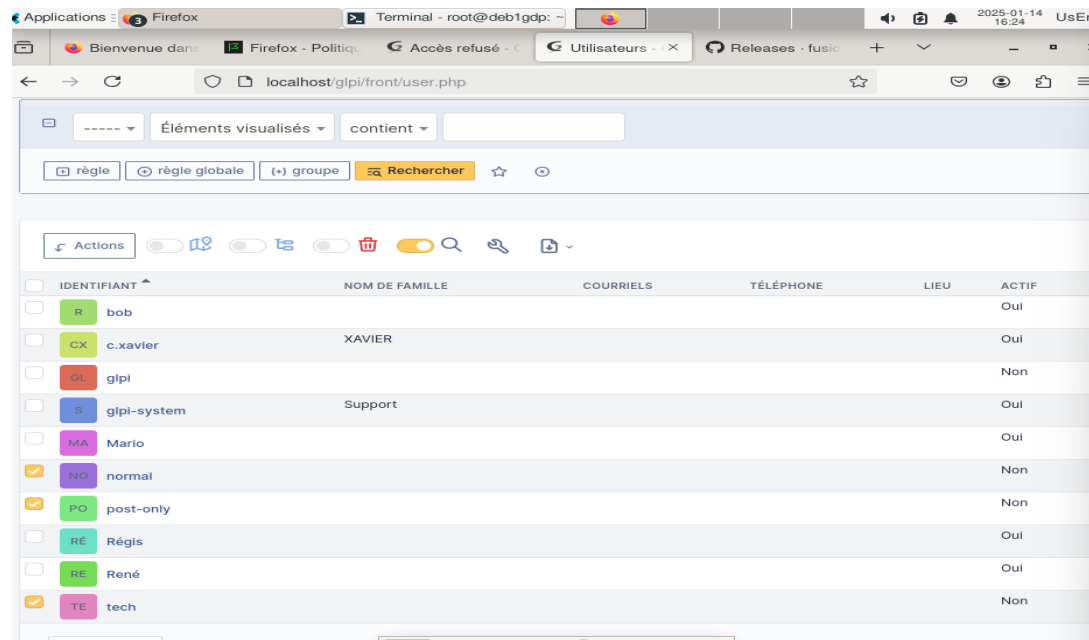 Applications Firefox Terminal - root@deb1gdp: ~ 2025-01-14 16:24 UsEr
Bienvenue dans Firefox - Politiqu Accès refusé - Utilisateurs - Releases · fusio
localhost/glpi/front/user.php
----- Éléments visualisés contient
règle règle globale (+) groupe Rechercher
Actions
IDENTIFIANT NOM DE FAMILLE COURRIELS TÉLÉPHONE LIEU ACTIF
R bob Oui
CX c.xavier XAVIER Oui
GL glpi Non
S glpi-system Support Oui
MA Mario Oui
NO normal Non
PO post-only Non
RÉ Régis Oui
RE René Oui
TE tech Non